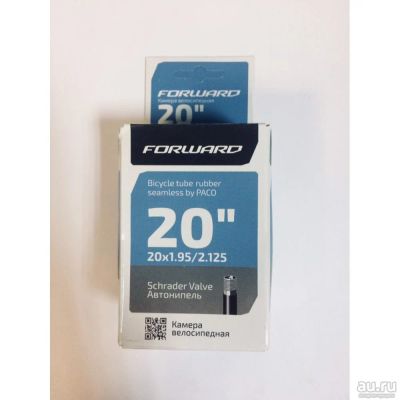 FORWARD
Камера велосипедная
20"
FORWARD
Bicycle tube rubber
seamless by PACO
20"
20x1.95/2.125
Schrader Valve
Автонипель
Камера
велосипедная
au.ru